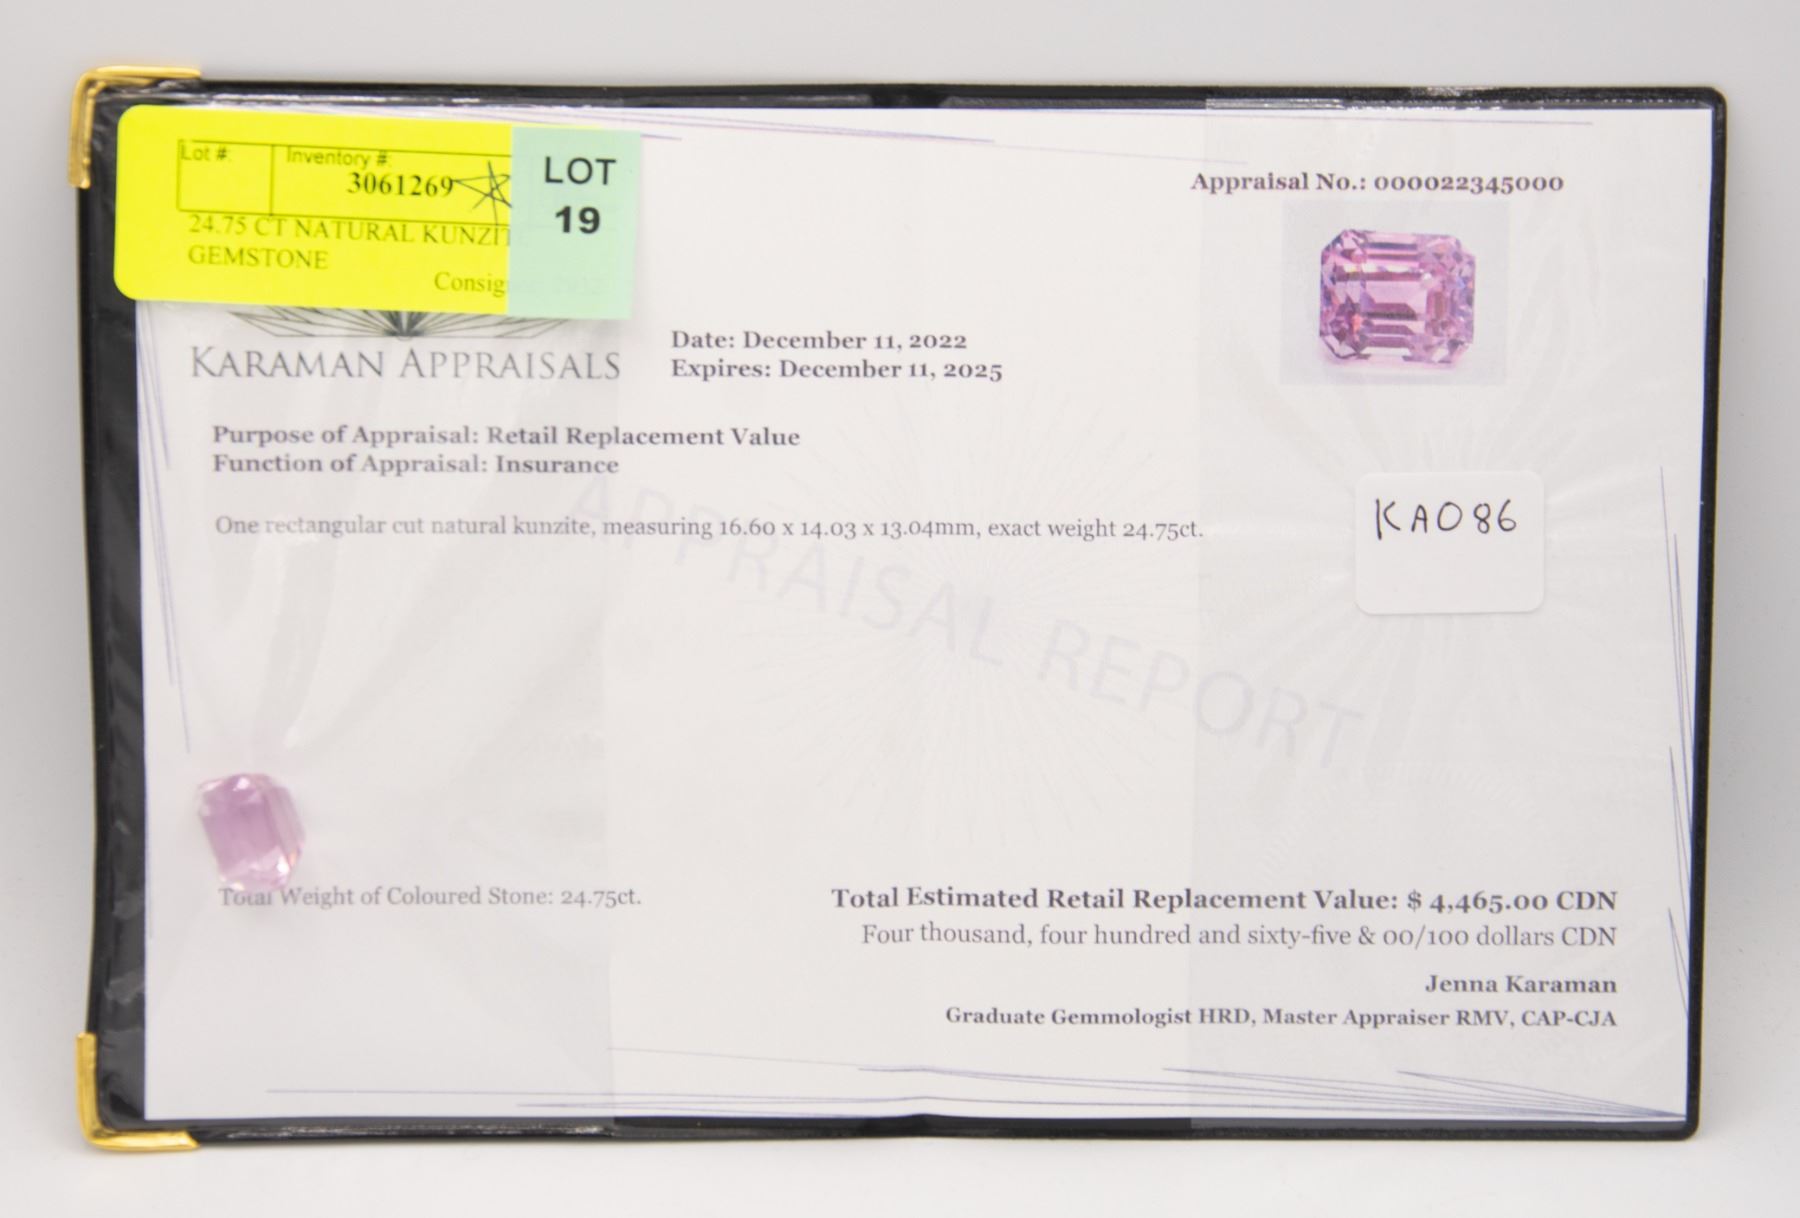 Lot #: Inventory #:
3061269
24.75 CT NATURAL KUNZIT
GEMSTONE
Consig
LOT
19
Appraisal No.: 000022345000
KARAMAN APPRAISALS
Date: December 11, 2022
Expires: December 11, 2025
Purpose of Appraisal: Retail Replacement Value
Function of Appraisal: Insurance
One rectangular cut natural kunzite, measuring 16.60 x 14.03 x 13.04mm, exact weight 24.75ct.
KA086
APPRAISAL REPORT
Total Weight of Coloured Stone: 24.75ct.
Total Estimated Retail Replacement Value: $ 4,465.00 CDN
Four thousand, four hundred and sixty-five & 00/100 dollars CDN
Jenna Karaman
Graduate Gemmologist HRD, Master Appraiser RMV, CAP-CJA